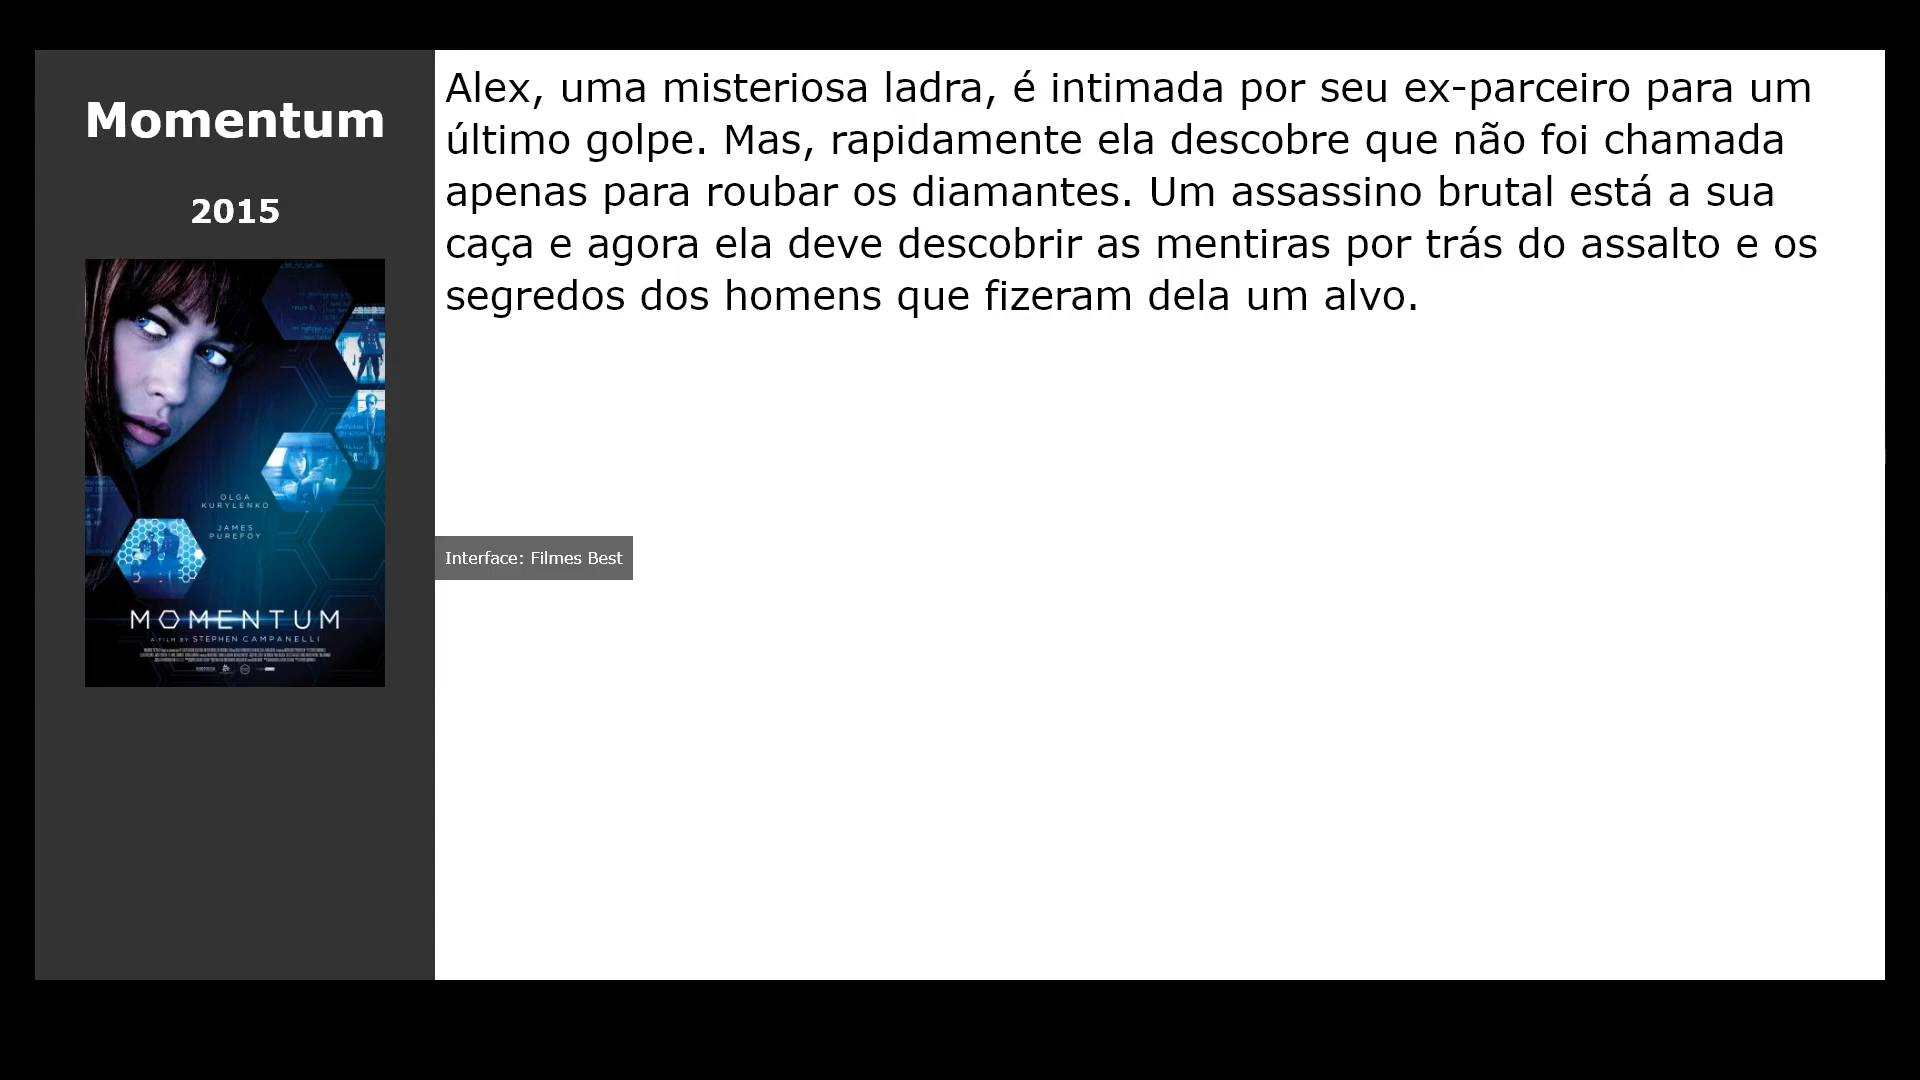 Momentum
2015
OLGA
KURYLENKO
JAMES
PUREFOY
MOMENTUM
A FILM BY STEPHEN CAMPANELLI
Alex, uma misteriosa ladra, é intimada por seu ex-parceiro para um
último golpe. Mas, rapidamente ela descobre que não foi chamada
apenas para roubar os diamantes. Um assassino brutal está a sua
caça e agora ela deve descobrir as mentiras por trás do assalto e os
segredos dos homens que fizeram dela um alvo.
Interface: Filmes Best